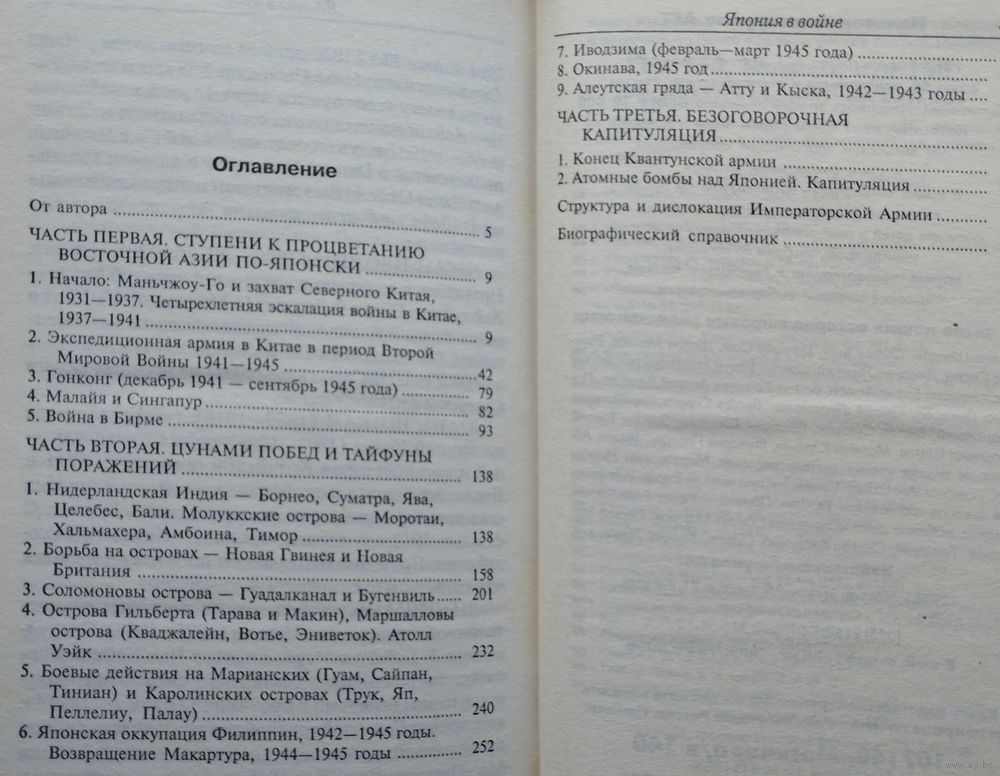 Оглавление
От автора 5
ЧАСТЬ ПЕРВАЯ. СТУПЕНИ К ПРОЦВЕТАНИЮ
ВОСТОЧНОЙ АЗИИ ПО-ЯПОНСКИ 9
1. Начало: Маньчжоу-Го и захват Северного Китая,
1931—1937. Четырехлетняя эскалация войны в Китае,
1937—1941 9
2. Экспедиционная армия в Китае в период Второй
Мировой Войны 1941—1945 42
3. Гонконг (декабрь 1941 — сентябрь 1945 года) 79
4. Малайя и Сингапур 82
5. Война в Бирме 93
ЧАСТЬ ВТОРАЯ. ЦУНАМИ ПОБЕД И ТАЙФУНЫ
ПОРАЖЕНИЙ 138
1. Нидерландская Индия — Борнео, Суматра, Ява,
Целебес, Бали. Молуккские острова — Моротаи,
Хальмахера, Амбоина, Тимор 138
2. Борьба на островах — Новая Гвинея и Новая
Британия 158
3. Соломоновы острова — Гуадалканал и Бугенвиль 201
4. Острова Гильберта (Тарава и Макин), Маршалловы
острова (Кваджалейн, Вотье, Эниветок). Атолл
Уэйк 232
5. Боевые действия на Марианских (Гуам, Сайпан,
Тиниан) и Каролинских островах (Трук, Яп,
Пеллелиу, Палау) 240
6. Японская оккупация Филиппин, 1942—1945 годы.
Возвращение Макартура, 1944—1945 годы 252
Япония в войне
7. Иводзима (февраль—март 1945 года)
8. Окинава, 1945 год
9. Алеутская гряда — Атту и Кыска, 1942—1943 годы
ЧАСТЬ ТРЕТЬЯ. БЕЗОГОВОРОЧНАЯ
КАПИТУЛЯЦИЯ
1. Конец Квантунской армии
2. Атомные бомбы над Японией. Капитуляция
Структура и дислокация Императорской Армии
Биографический справочник
www.ay.by